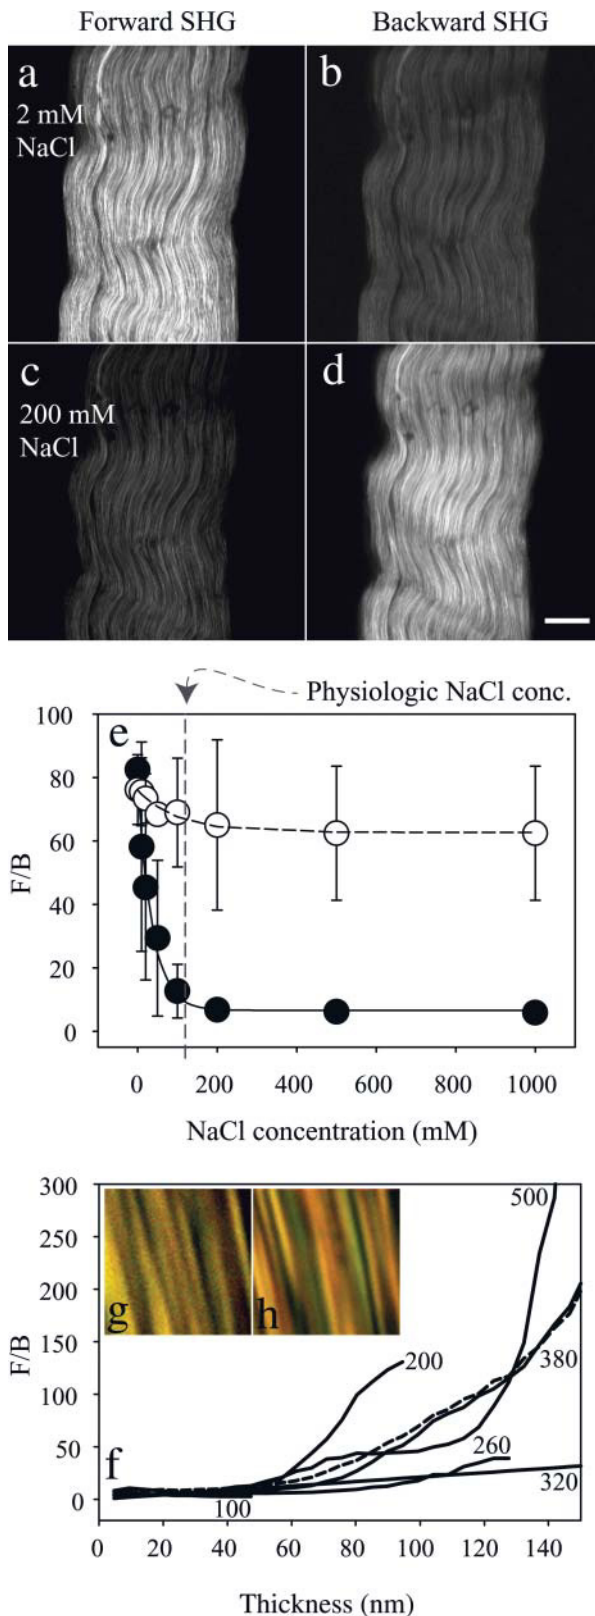 Forward SHG Backward SHG
a b
2 mM
NaCl
c d
200 mM
NaCl
Physiologic NaCl conc.
100
e
80
60
F/B
40
20
0
0 200 400 600 800 1000
NaCl concentration (mM)
300
500
250
200
g h
F/B
150
200
380
100
50
260
f
320
100
0
0 20 40 60 80 100 120 140
Thickness (nm)